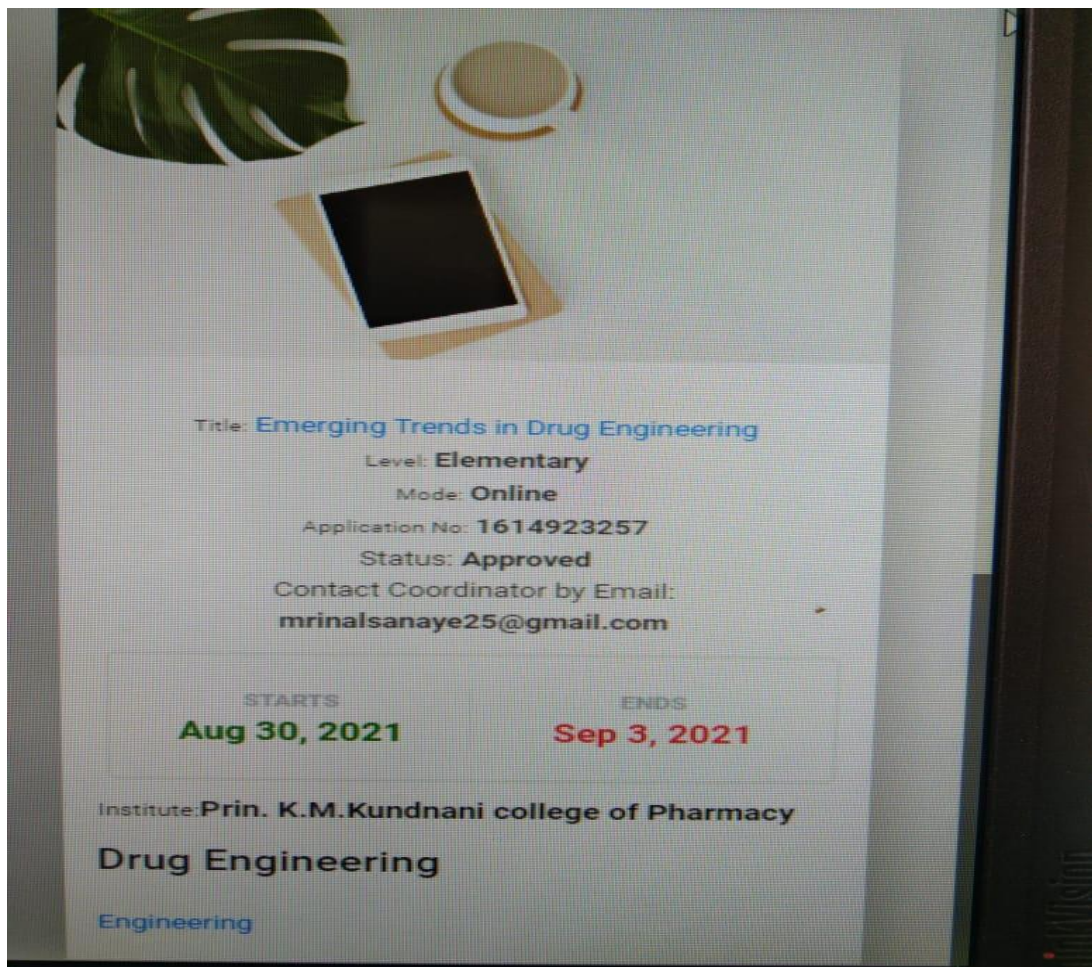 Title: Emerging Trends in Drug Engineering
Level: Elementary
Mode: Online
Application No: 1614923257
Status: Approved
Contact Coordinator by Email:
mrinalsanaye25@gmail.com
STARTS
Aug 30, 2021
ENDS
Sep 3, 2021
Institute:Prin. K.M.Kundnani college of Pharmacy
Drug Engineering
Engineering